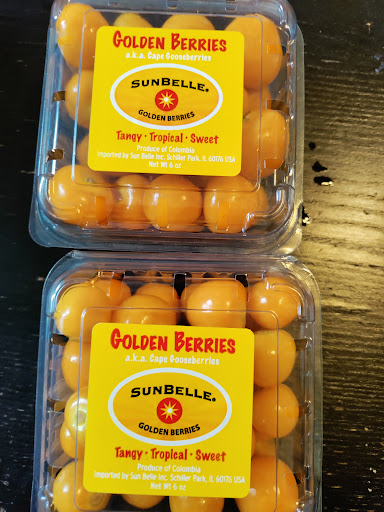 GOLDEN BERRIES
a.k.a. Cape Gooseberries
SUNBELLE®
GOLDEN BERRIES
Tangy • Tropical • Sweet
Produce of Colombia
Imported by Sun Belle Inc. Schiller Park, IL 60176 USA
Net Wt 6 oz
GOLDEN BERRIES
a.k.a. Cape Gooseberries
SUNBELLE®
GOLDEN BERRIES
Tangy • Tropical • Sweet
Produce of Colombia
Imported by Sun Belle Inc. Schiller Park, IL 60176 USA
Net Wt 6 oz